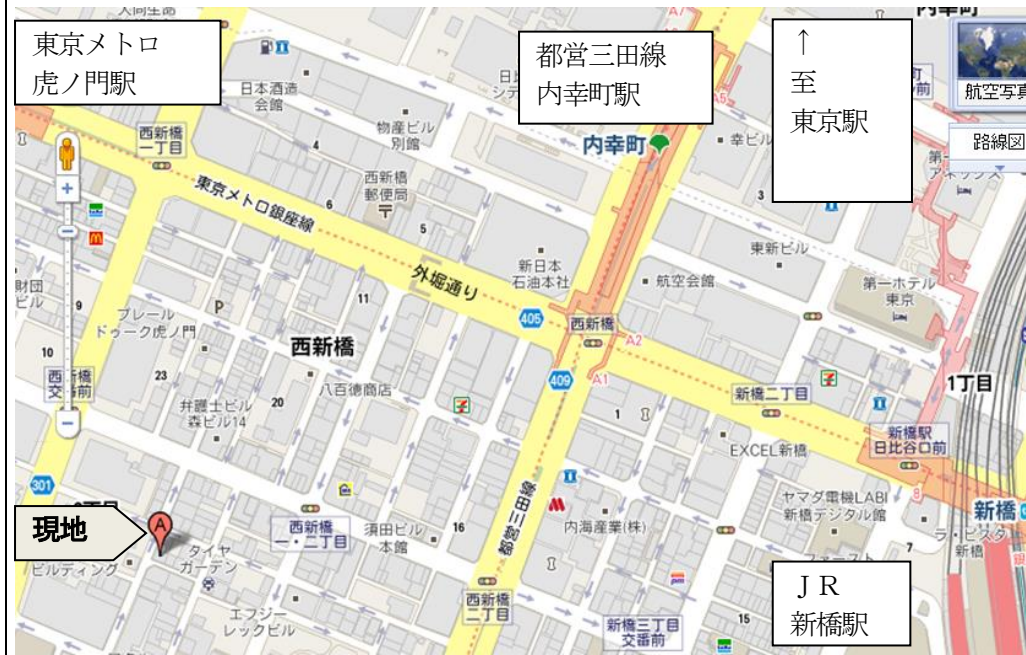 東京メトロ
虎ノ門駅
都営三田線
内幸町駅
↑
至
東京駅
航空写真
路線図
日本酒造
会館
物産ビル
別館
西新橋
一丁目
4
東京メトロ銀座線
6
西新橋
郵便局
5
内幸町
A7
A5
幸ビル
3
東新ビル
新日本
石油本社
航空会館
第一ホテル
東京
外堀通り
405
西新橋
A2
409
A1
11
P
9
プレール
ドゥーク虎ノ門
西新橋
10
23
八百徳商店
20
弁護士ビル
森ビル14
1
新橋二丁目
1丁目
新橋駅
日比谷口前
EXCEL新橋
8
ヤマダ電機LABI
新橋デジタル館
新橋
ラ・ピスタ
新橋
7
301
現地
A
ビルディング
タイヤ
ガーデン
西新橋
一・二丁目
須田ビル
本館
16
都営三田線
内海産業(株)
エフジー
レックビル
西新橋
二丁目
新橋三丁目
交番前
15
ＪＲ
新橋駅